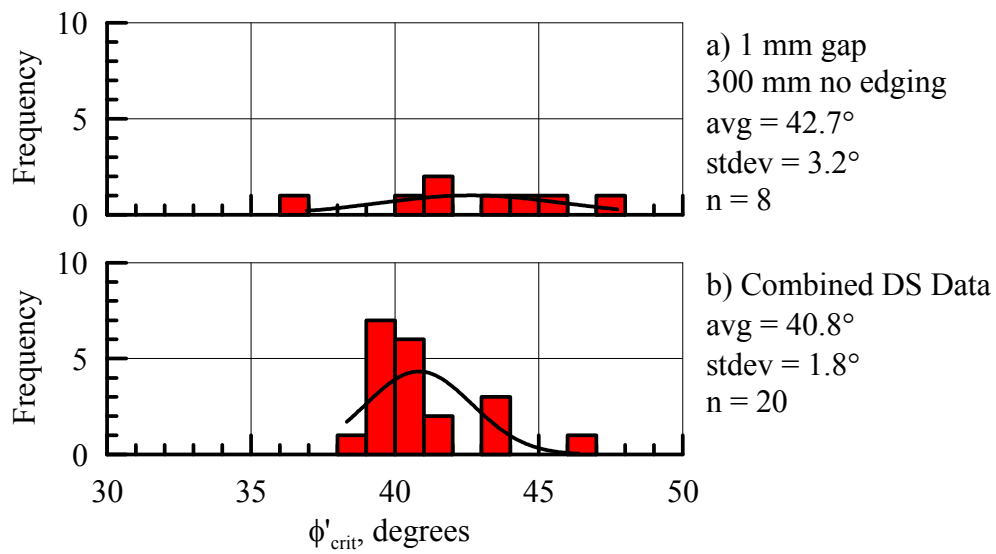 10
5
0
Frequency
a) 1 mm gap
300 mm no edging
avg = 42.7°
stdev = 3.2°
n = 8
10
5
0
Frequency
b) Combined DS Data
avg = 40.8°
stdev = 1.8°
n = 20
30 35 40 45 50
ϕ'crit, degrees